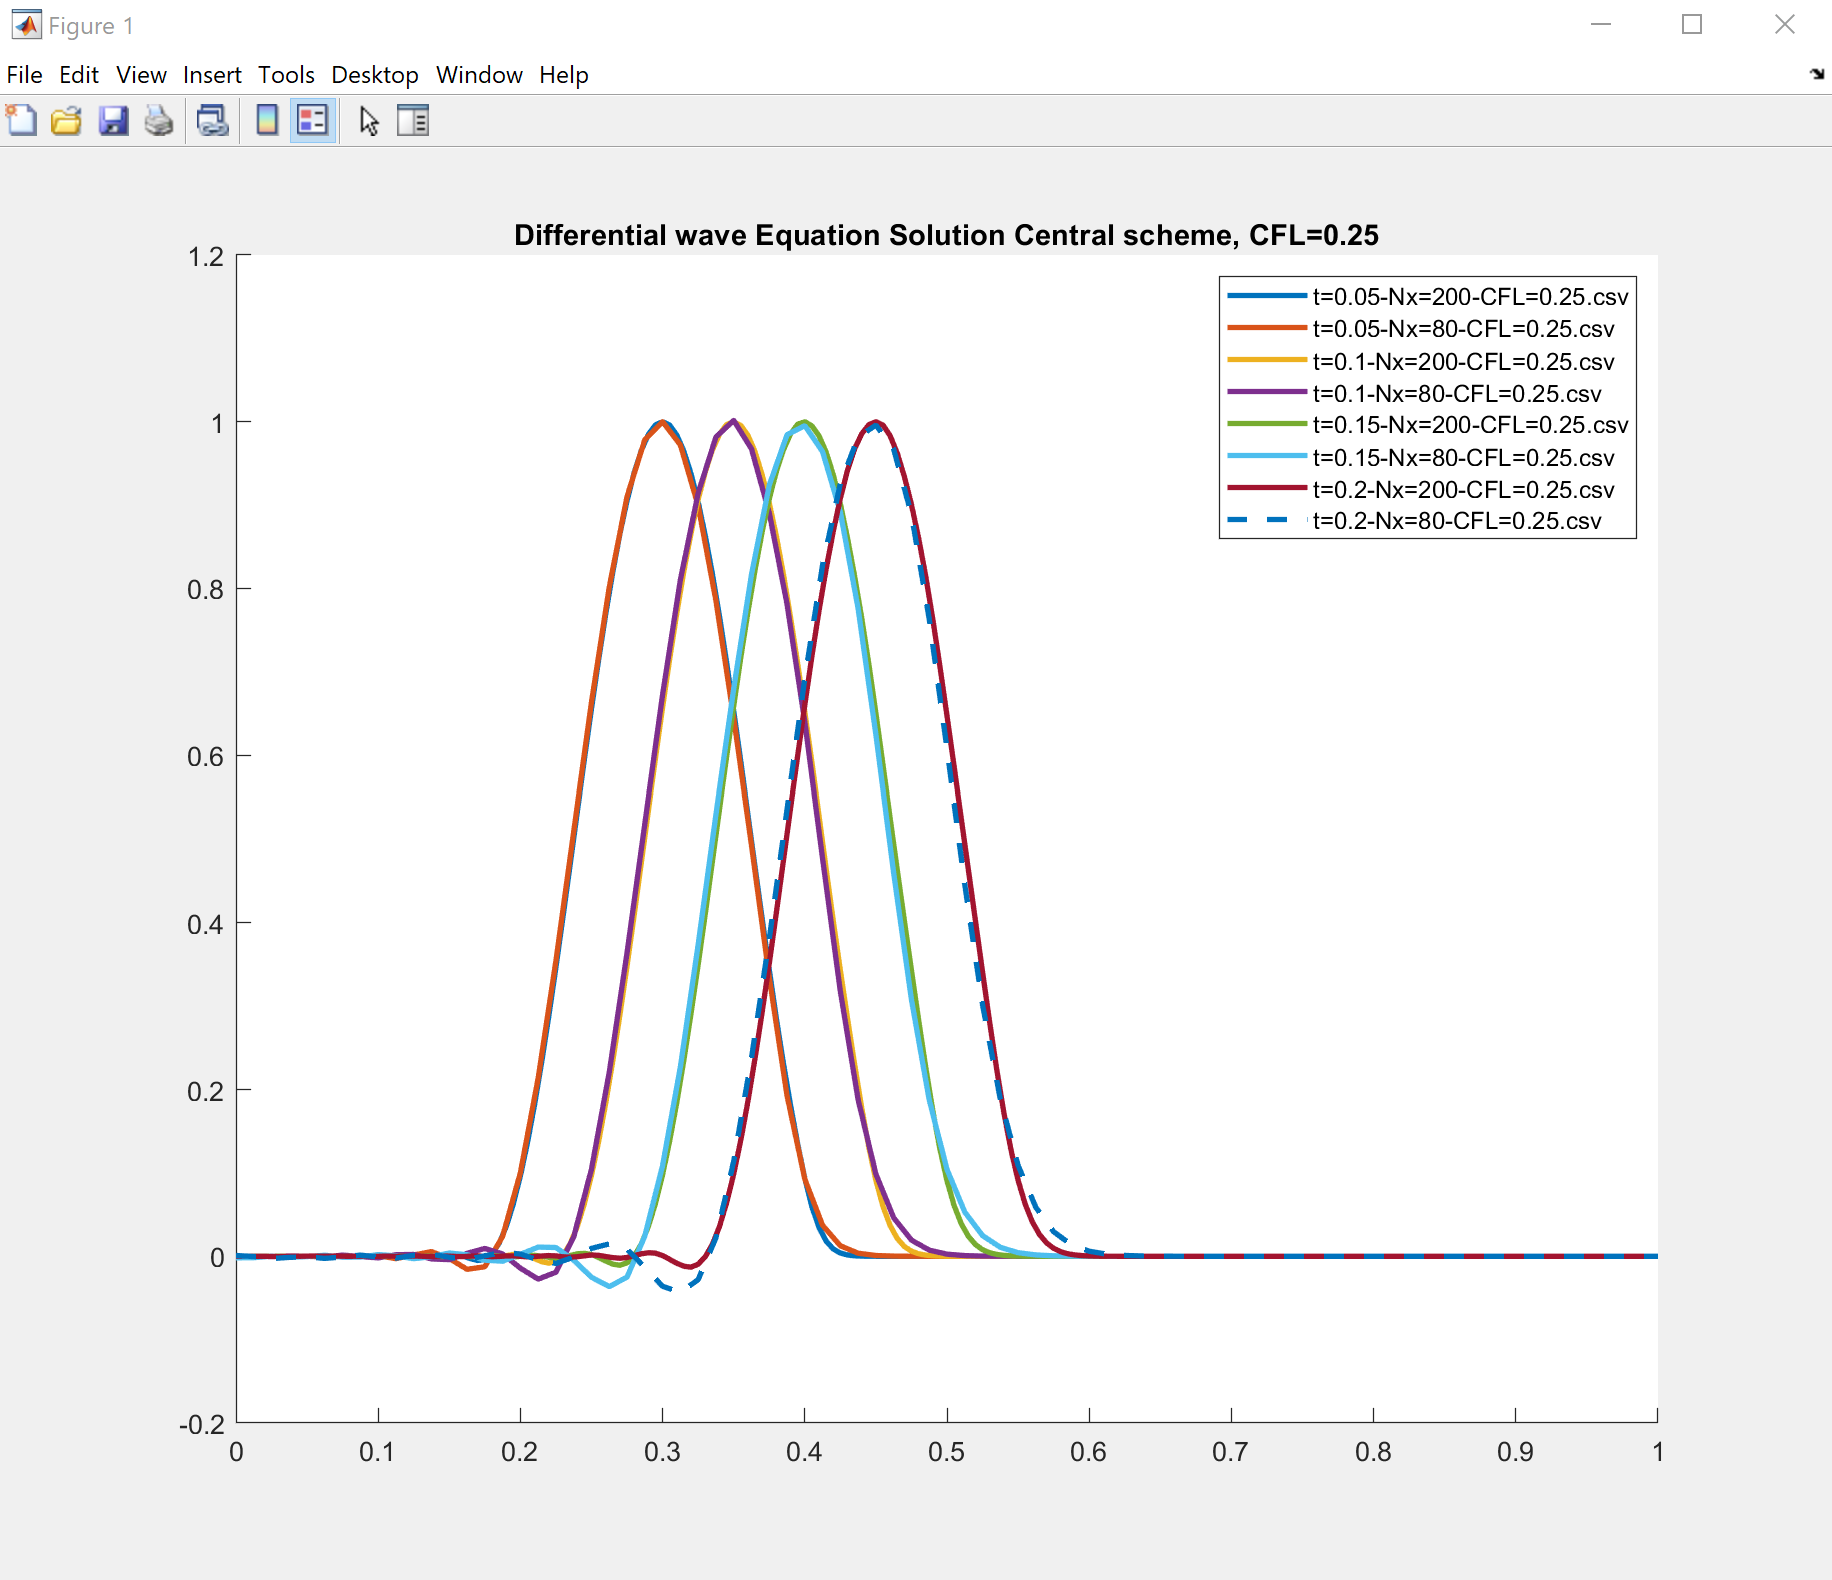 Figure 1
File Edit View Insert Tools Desktop Window Help
Differential wave Equation Solution Central scheme, CFL=0.25
1.2
1
0.8
0.6
0.4
0.2
0
-0.2
t=0.05-Nx=200-CFL=0.25.csv
t=0.05-Nx=80-CFL=0.25.csv
t=0.1-Nx=200-CFL=0.25.csv
t=0.1-Nx=80-CFL=0.25.csv
t=0.15-Nx=200-CFL=0.25.csv
t=0.15-Nx=80-CFL=0.25.csv
t=0.2-Nx=200-CFL=0.25.csv
t=0.2-Nx=80-CFL=0.25.csv
0 0.1 0.2 0.3 0.4 0.5 0.6 0.7 0.8 0.9 1